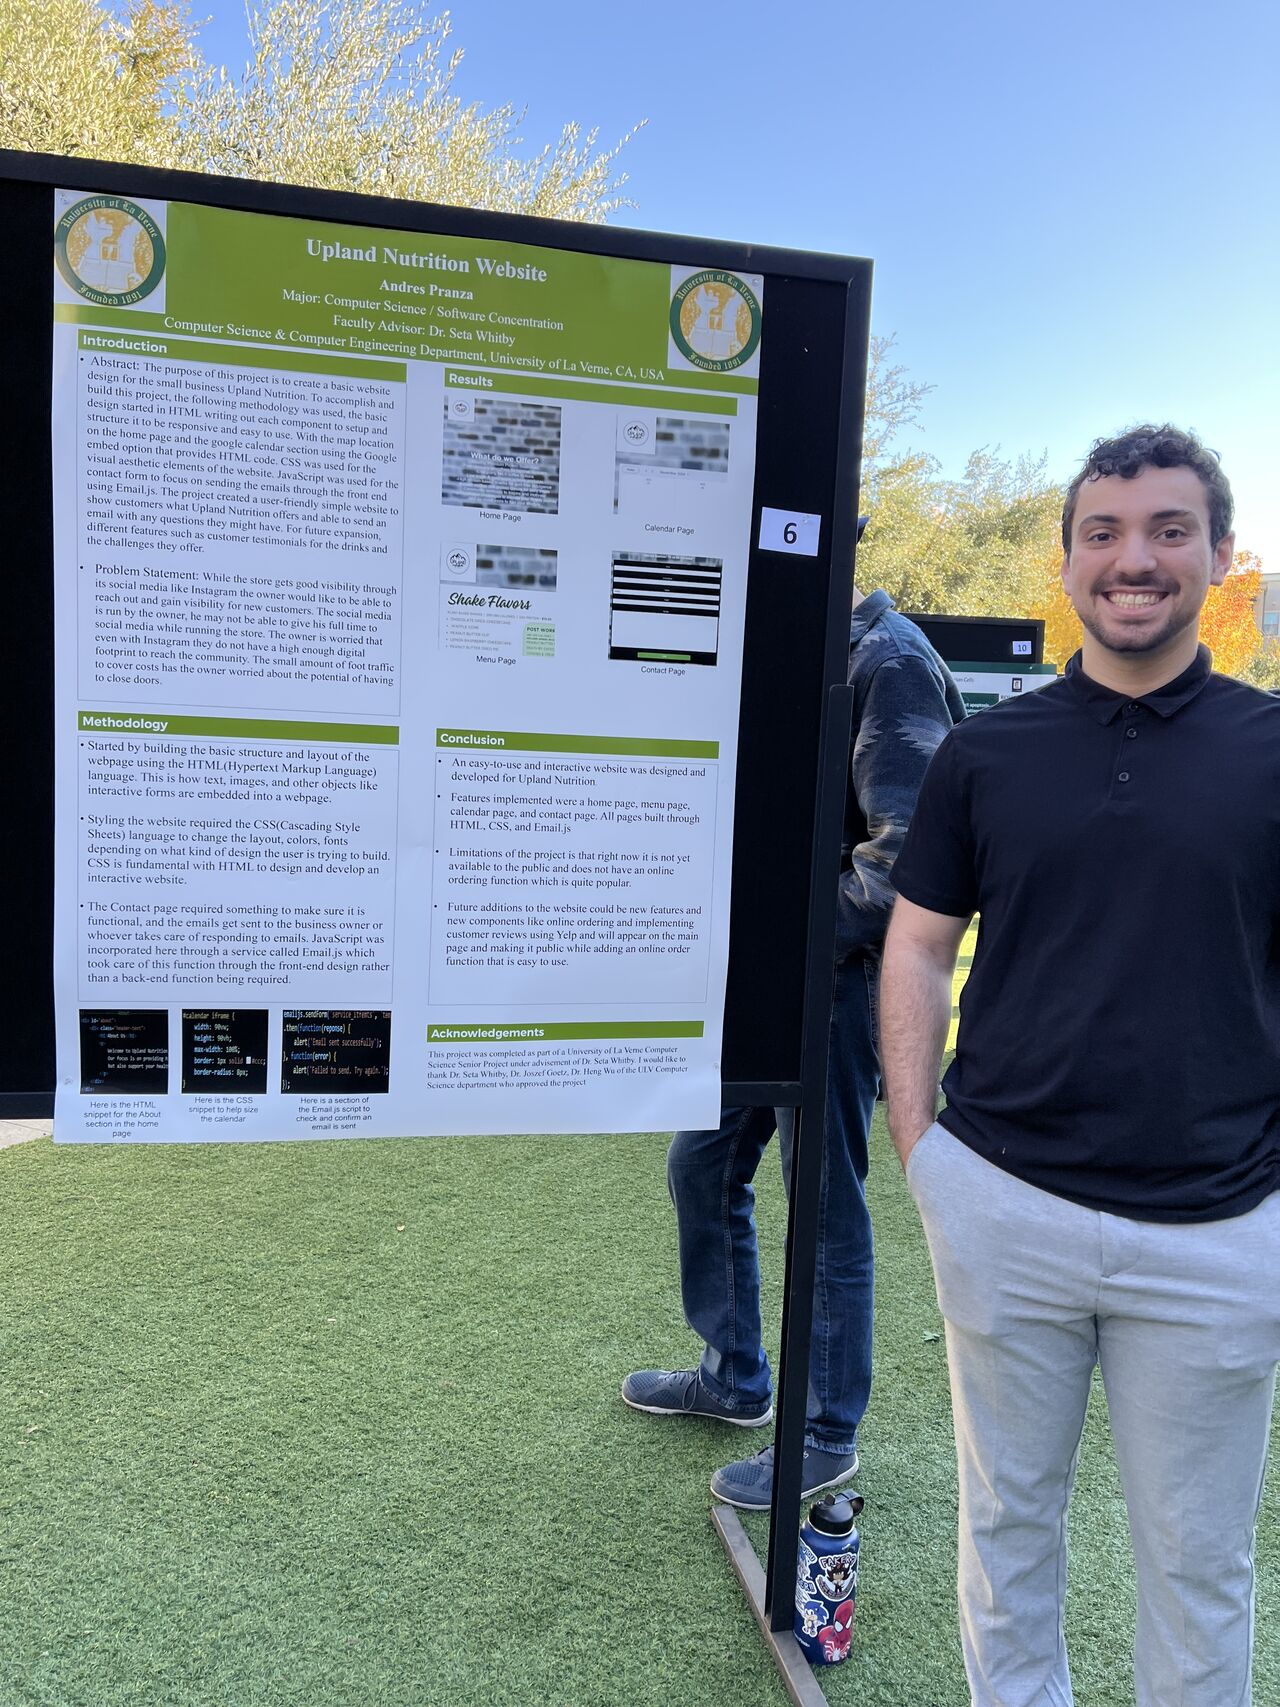 University of La Verne
Founded 1891
Upland Nutrition Website
Andres Pranza
Major: Computer Science / Software Concentration
Faculty Advisor: Dr. Seta Whitby
Computer Science & Computer Engineering Department, University of La Verne, CA, USA
University of La Verne
Founded 1891
Introduction
• Abstract: The purpose of this project is to create a basic website
design for the small business Upland Nutrition. To accomplish and
build this project, the following methodology was used, the basic
design started in HTML writing out each component to setup and
structure it to be responsive and easy to use. With the map location
on the home page and the google calendar section using the Google
embed option that provides HTML code. CSS was used for the
visual aesthetic elements of the website. JavaScript was used for the
contact form to focus on sending the emails through the front end
using Email.js. The project created a user-friendly simple website to
show customers what Upland Nutrition offers and able to send an
email with any questions they might have. For future expansion,
different features such as customer testimonials for the drinks and
the challenges they offer.
• Problem Statement: While the store gets good visibility through
its social media like Instagram the owner would like to be able to
reach out and gain visibility for new customers. The social media
is run by the owner, he may not be able to give his full time to
social media while running the store. The owner is worried that
even with Instagram they do not have a high enough digital
footprint to reach the community. The small amount of foot traffic
to cover costs has the owner worried about the potential of having
to close doors.
Methodology
• Started by building the basic structure and layout of the
webpage using the HTML(Hypertext Markup Language)
language. This is how text, images, and other objects like
interactive forms are embedded into a webpage.
• Styling the website required the CSS(Cascading Style
Sheets) language to change the layout, colors, fonts
depending on what kind of design the user is trying to build.
CSS is fundamental with HTML to design and develop an
interactive website.
• The Contact page required something to make sure it is
functional, and the emails get sent to the business owner or
whoever takes care of responding to emails. JavaScript was
incorporated here through a service called Email.js which
took care of this function through the front-end design rather
than a back-end function being required.
<div class="header-text">
Welcome to Upland Nutrition
Our focus is on providing
but also support your heal
Here is the HTML
snippet for the About
section in the home
page
#calendar iframe {
width: 90vw;
height: 90vh;
max-width: 100%;
border: 1px solid #ccc;
border-radius: 8px;
}
Here is the CSS
snippet to help size
the calendar
.then(function(reponse) {
alert('Email sent successfully');
}, function(error) {
alert('Failed to send. Try again.');
});
Here is a section of
the Email.js script to
check and confirm an
email is sent
Results
What do we Offer?
Home Page
Calendar Page
Shake Flavors
POST WORK
Menu Page
Contact Page
Conclusion
• An easy-to-use and interactive website was designed and
developed for Upland Nutrition
• Features implemented were a home page, menu page,
calendar page, and contact page. All pages built through
HTML, CSS, and Email.js
• Limitations of the project is that right now it is not yet
available to the public and does not have an online
ordering function which is quite popular.
• Future additions to the website could be new features and
new components like online ordering and implementing
customer reviews using Yelp and will appear on the main
page and making it public while adding an online order
function that is easy to use.
Acknowledgements
This project was completed as part of a University of La Verne Computer
Science Senior Project under advisement of Dr. Seta Whitby. I would like to
thank Dr. Seta Whitby, Dr. Joszef Goetz, Dr. Heng Wu of the ULV Computer
Science department who approved the project
6
10